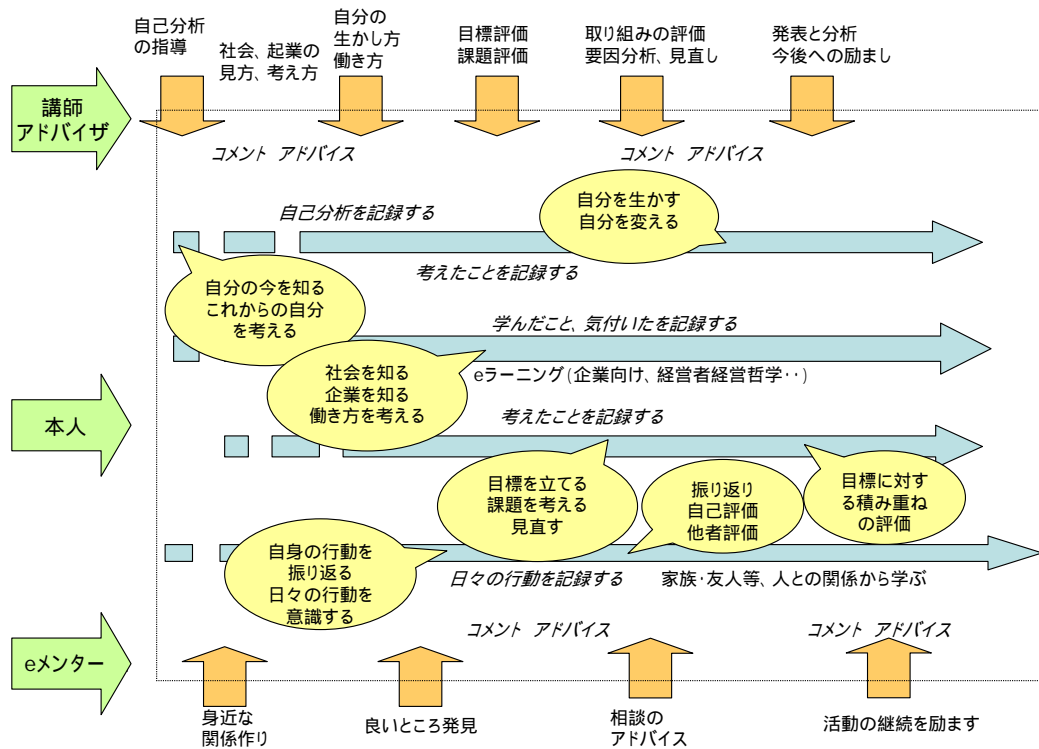 自己分析
の指導
社会、起業の
見方、考え方
自分の
生かし方
働き方
目標評価
課題評価
取り組みの評価
要因分析、見直し
発表と分析
今後への励まし
講師
アドバイザ
コメント アドバイス
コメント アドバイス
自己分析を記録する
自分を生かす
自分を変える
考えたことを記録する
自分の今を知る
これからの自分
を考える
学んだこと、気付いたを記録する
社会を知る
企業を知る
働き方を考える
eラーニング(企業向け、経営者経営哲学‥)
本人
考えたことを記録する
目標を立てる
課題を考える
見直す
振り返り
自己評価
他者評価
目標に対す
る積み重ね
の評価
自身の行動を
振り返る
日々の行動を
意識する
日々の行動を記録する
家族・友人等、人との関係から学ぶ
コメント アドバイス
コメント アドバイス
eメンター
身近な
関係作り
良いところ発見
相談の
アドバイス
活動の継続を励ます